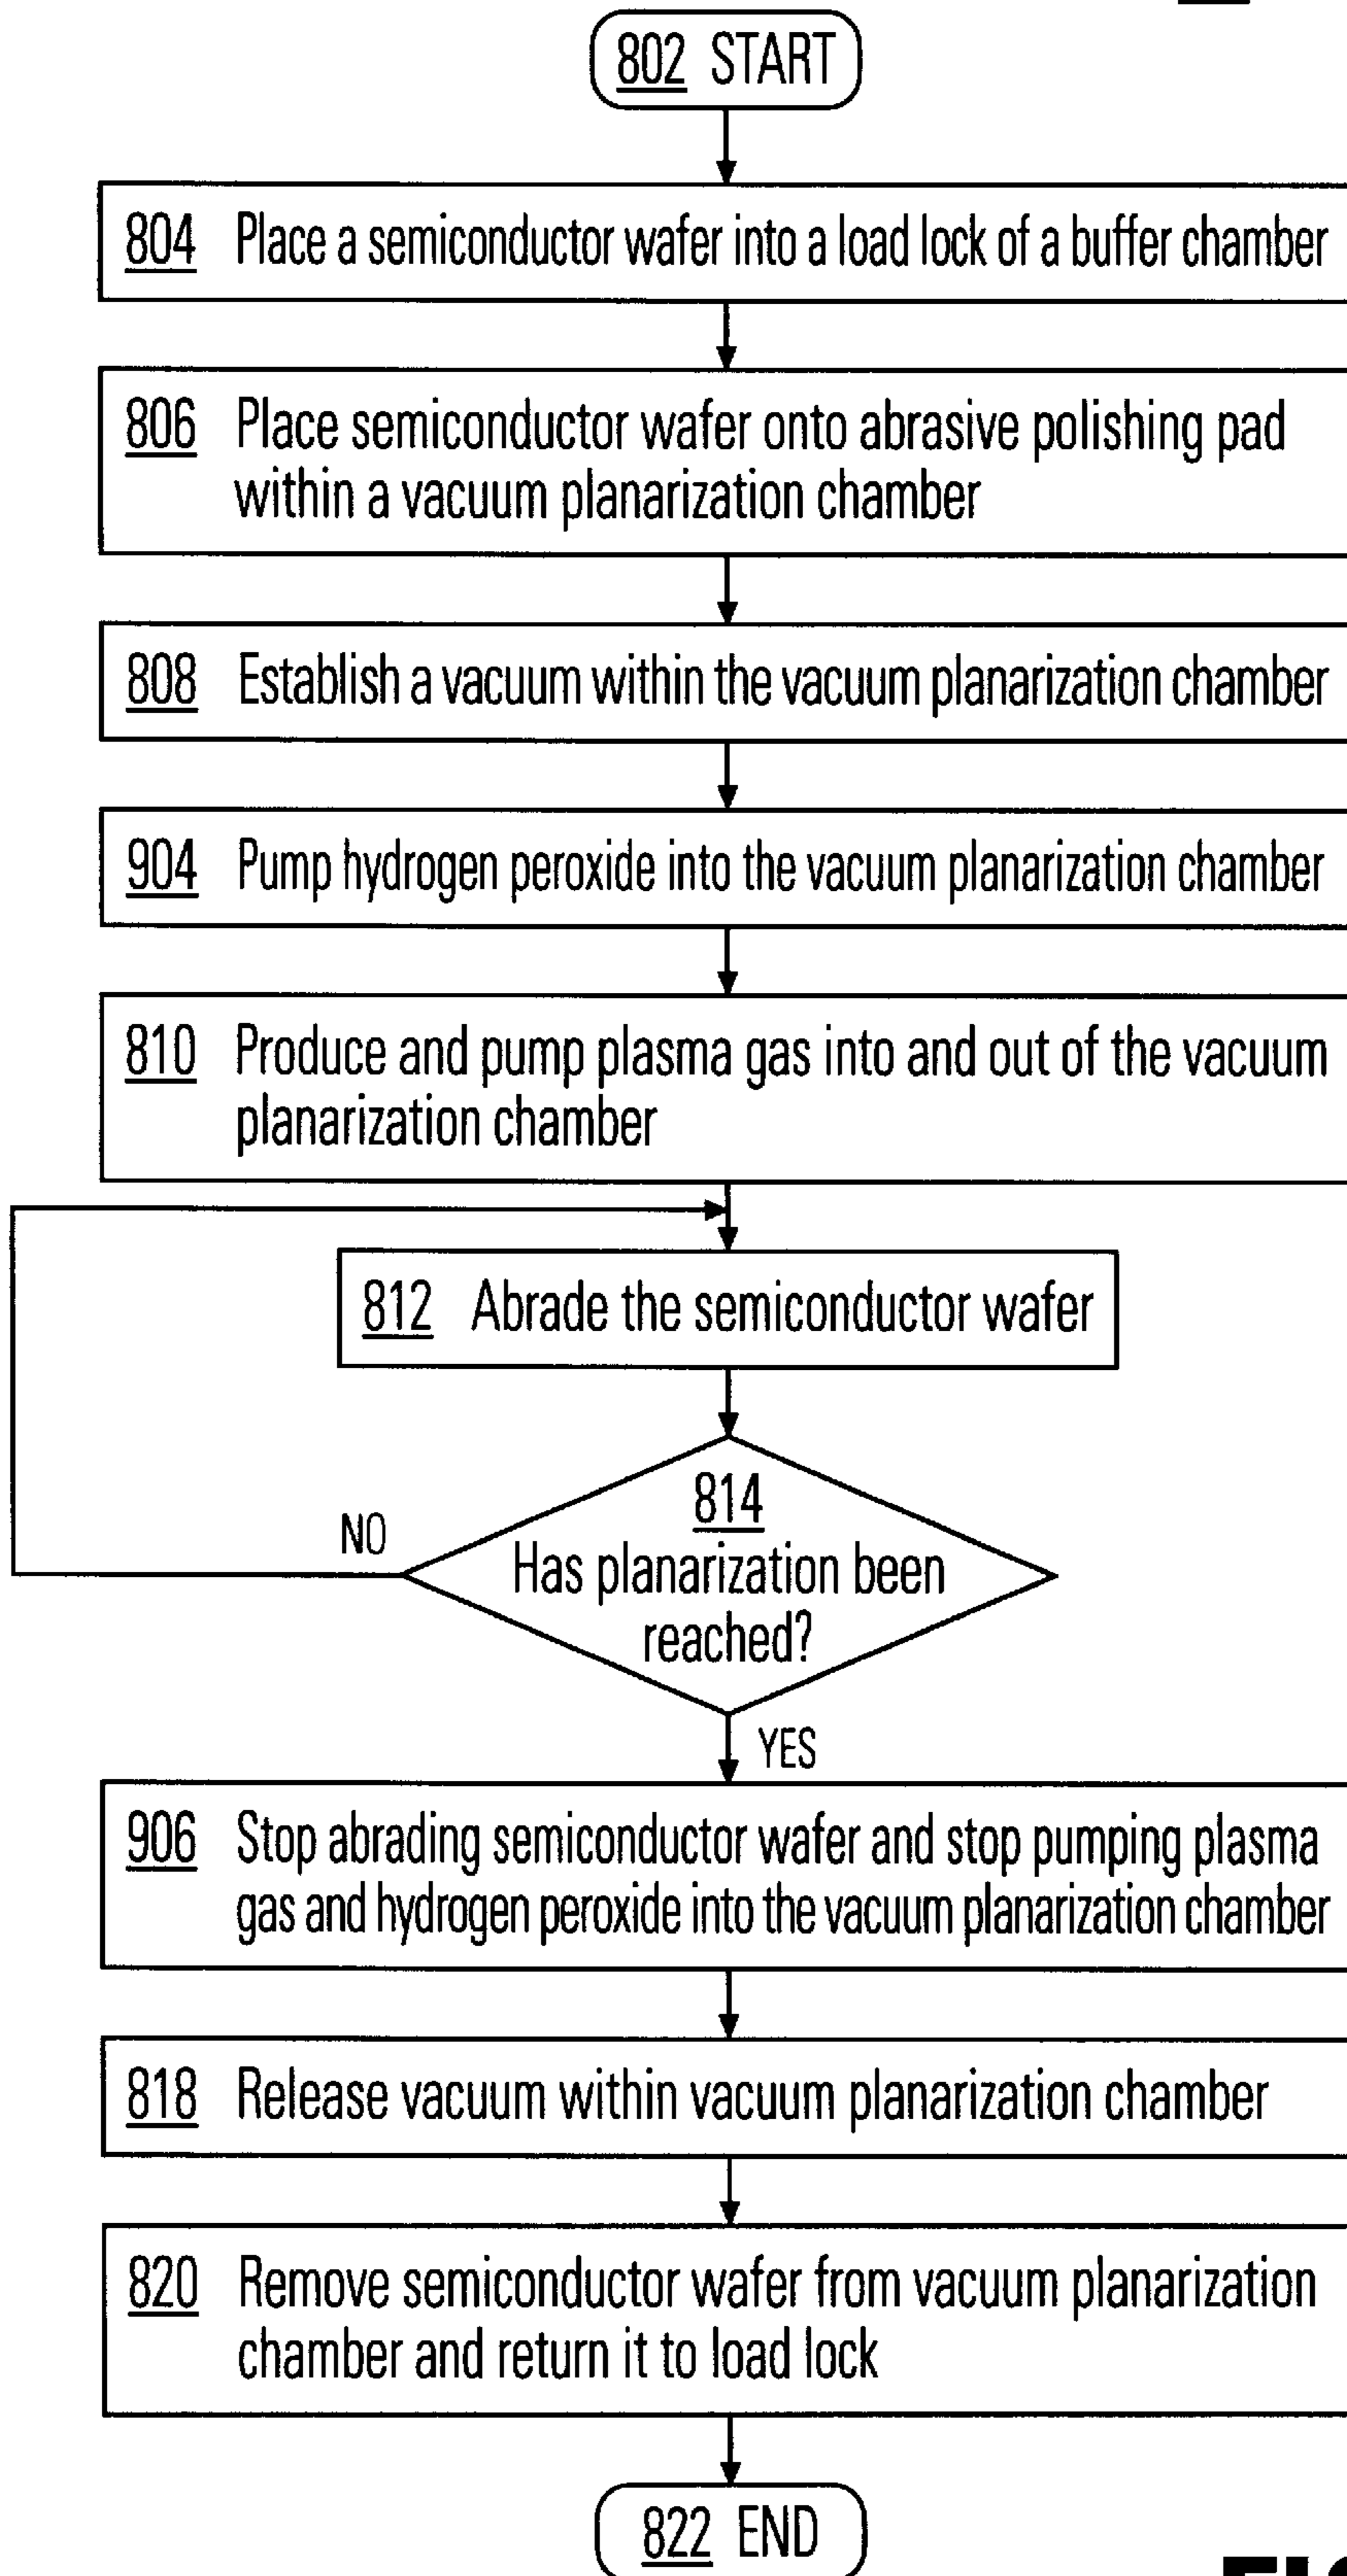 802 START
804 Place a semiconductor wafer into a load lock of a buffer chamber
806 Place semiconductor wafer onto abrasive polishing pad
within a vacuum planarization chamber
808 Establish a vacuum within the vacuum planarization chamber
904 Pump hydrogen peroxide into the vacuum planarization chamber
810 Produce and pump plasma gas into and out of the vacuum
planarization chamber
812 Abrade the semiconductor wafer
814
NO
Has planarization been
reached?
YES
906 Stop abrading semiconductor wafer and stop pumping plasma
gas and hydrogen peroxide into the vacuum planarization chamber
818 Release vacuum within vacuum planarization chamber
820 Remove semiconductor wafer from vacuum planarization
chamber and return it to load lock
822 END